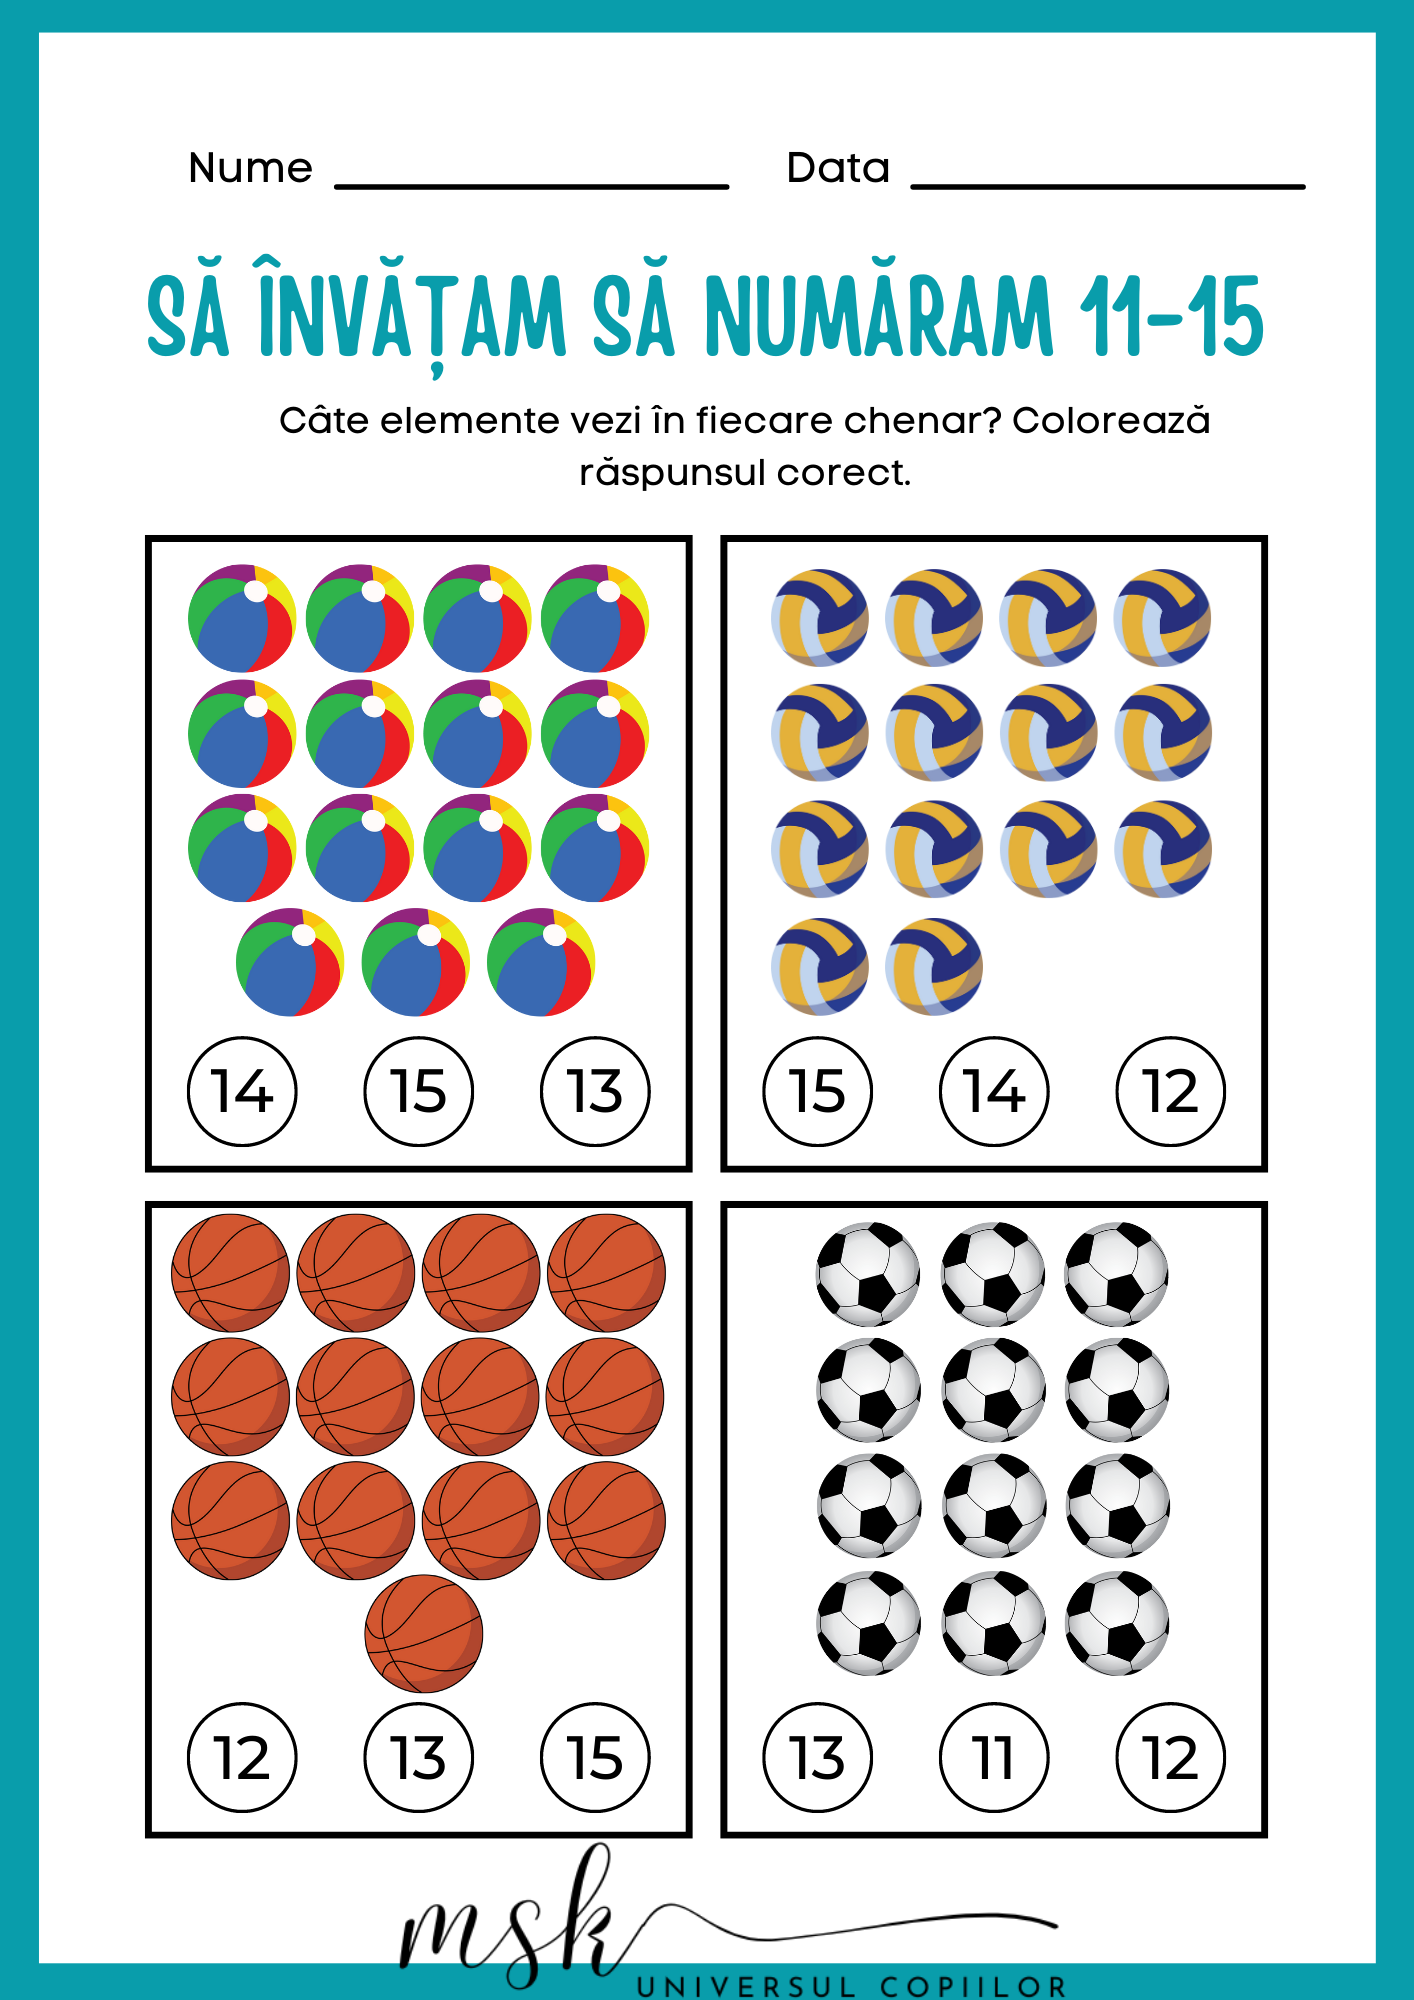 Nume Data
SĂ ÎNVĂȚAM SĂ NUMĂRAM 11-15
Câte elemente vezi în fiecare chenar? Colorează
răspunsul corect.
14 15 13
15 14 12
12 13 15
13 11 12
msk
UNIVERSUL COPIILOR